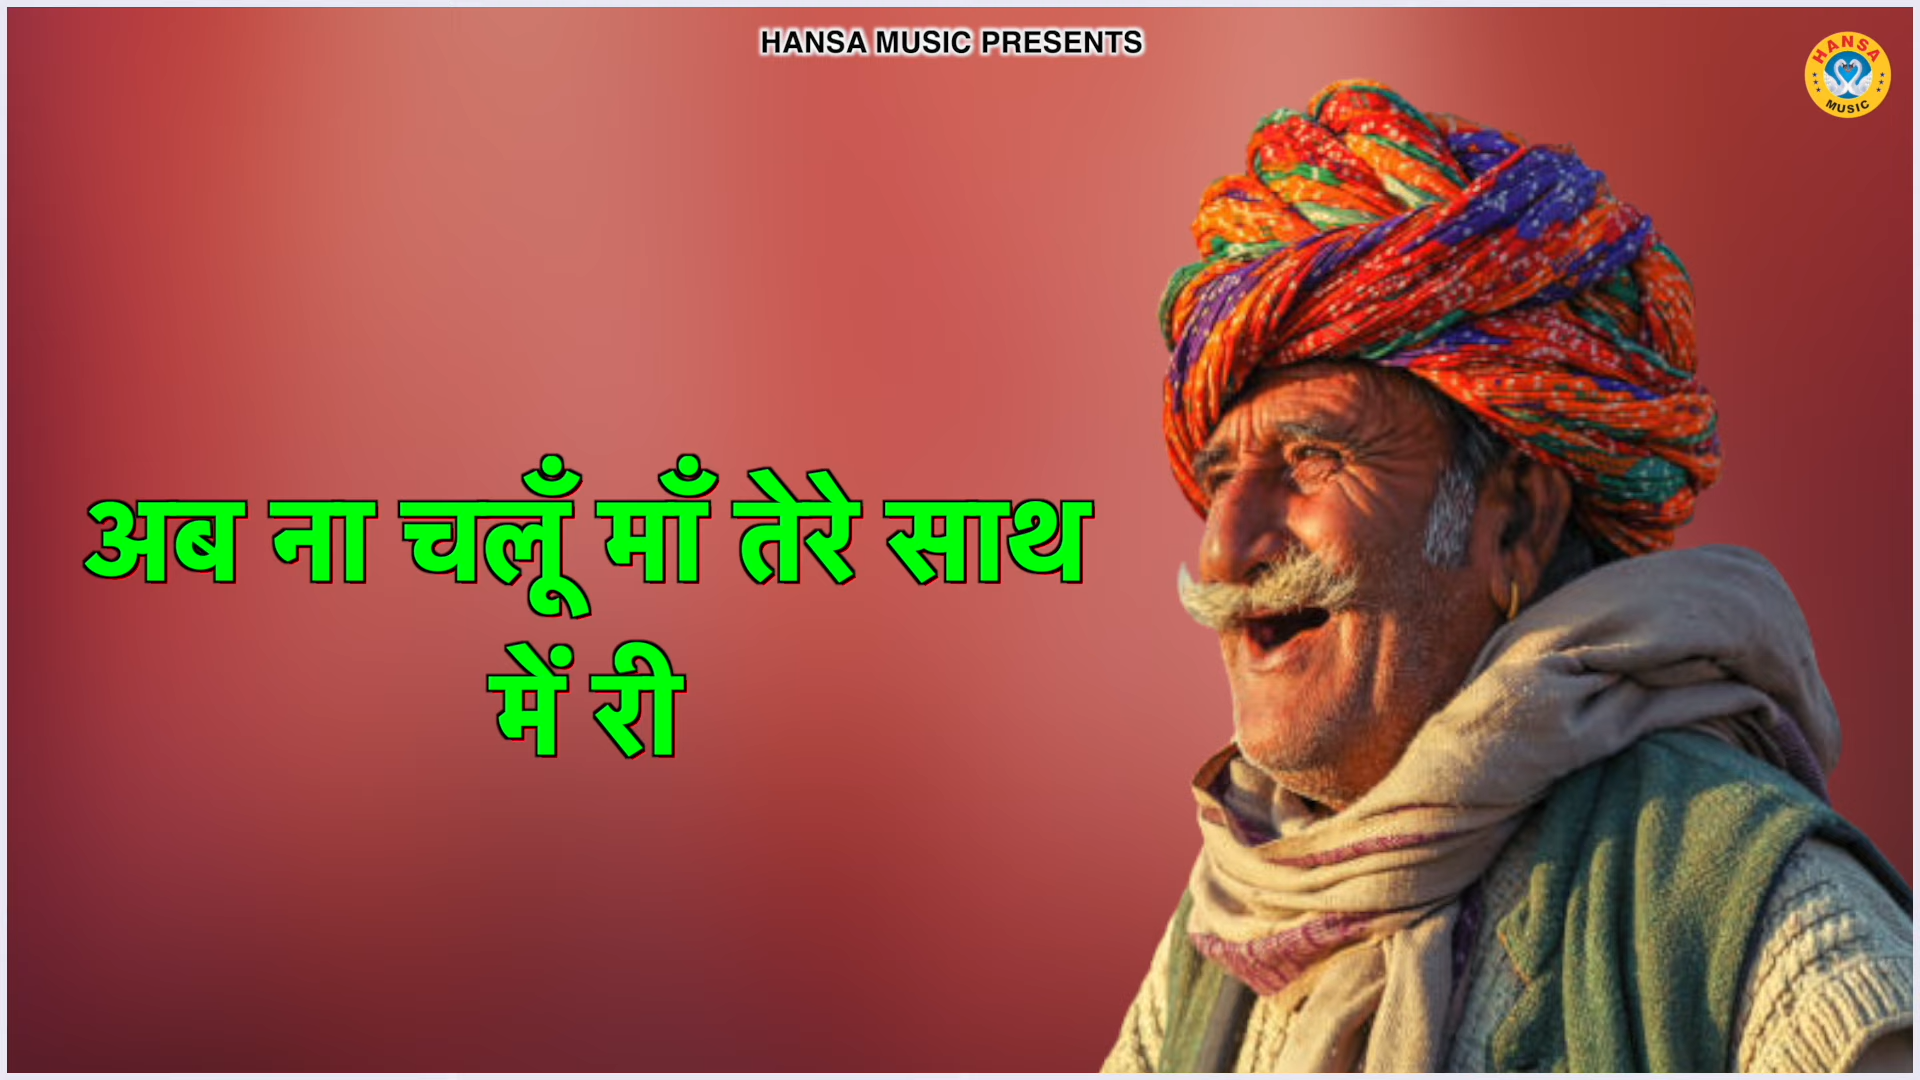 HANSA MUSIC PRESENTS
HANSA
MUSIC
अब ना चलूँ माँ तेरे साथ
में री